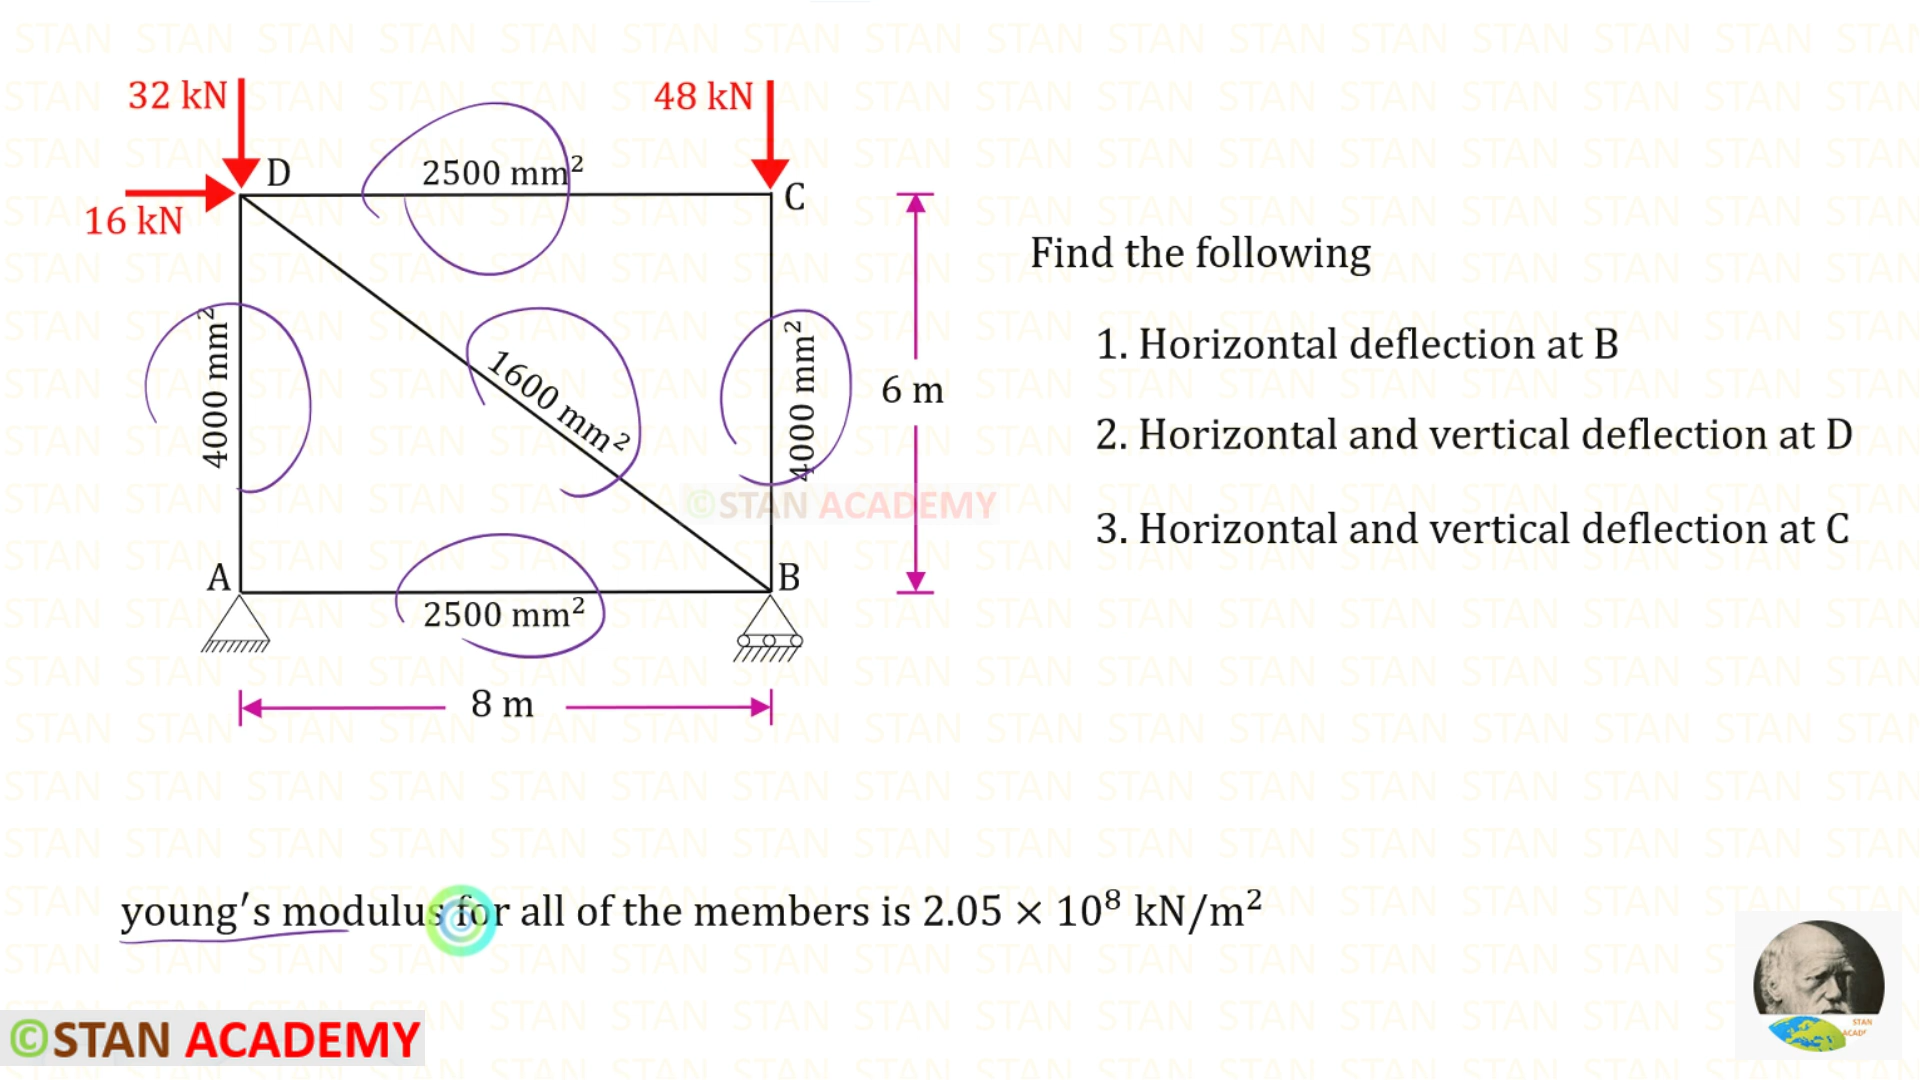 32 kN
48 kN
D
2500 mm²
C
16 kN
Find the following
4000 mm²
1600 mm²
4000 mm²
6 m
1. Horizontal deflection at B
2. Horizontal and vertical deflection at D
©STAN ACADEMY
3. Horizontal and vertical deflection at C
A
B
2500 mm²
8 m
young's modulus for all of the members is 2.05 × 10⁸ kN/m²
©STAN ACADEMY
STAN